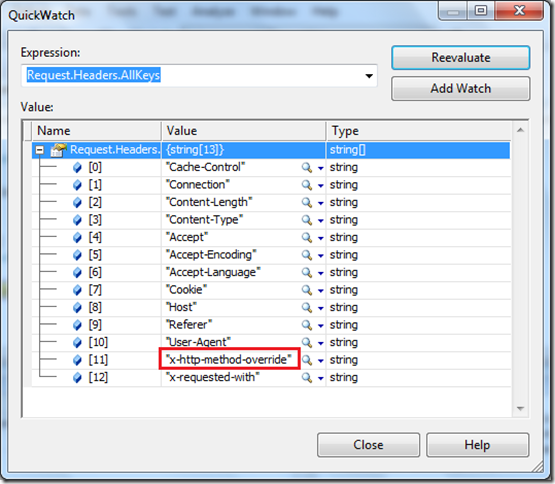 QuickWatch
Expression:
Request.Headers.AllKeys
Reevaluate
Add Watch
Value:
Name Value Type
Request.Headers. {string[13]} string[]
[0] "Cache-Control" string
[1] "Connection" string
[2] "Content-Length" string
[3] "Content-Type" string
[4] "Accept" string
[5] "Accept-Encoding" string
[6] "Accept-Language" string
[7] "Cookie" string
[8] "Host" string
[9] "Referer" string
[10] "User-Agent" string
[11] "x-http-method-override" string
[12] "x-requested-with" string
Close Help